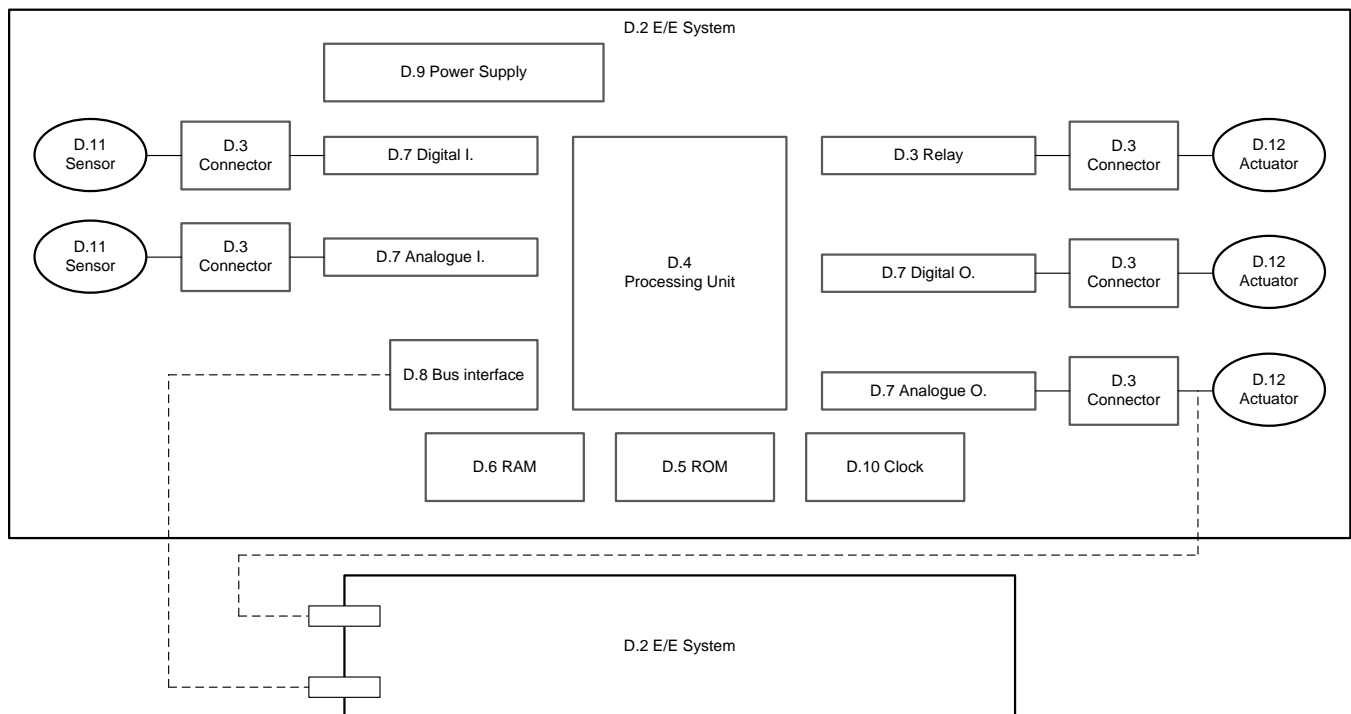 D.2 E/E System
D.9 Power Supply
D.11
Sensor
D.3
Connector
D.7 Digital I.
D.3 Relay
D.3
Connector
D.12
Actuator
D.11
Sensor
D.3
Connector
D.7 Analogue I.
D.4
Processing Unit
D.7 Digital O.
D.3
Connector
D.12
Actuator
D.8 Bus interface
D.7 Analogue O.
D.3
Connector
D.12
Actuator
D.6 RAM
D.5 ROM
D.10 Clock
D.2 E/E System